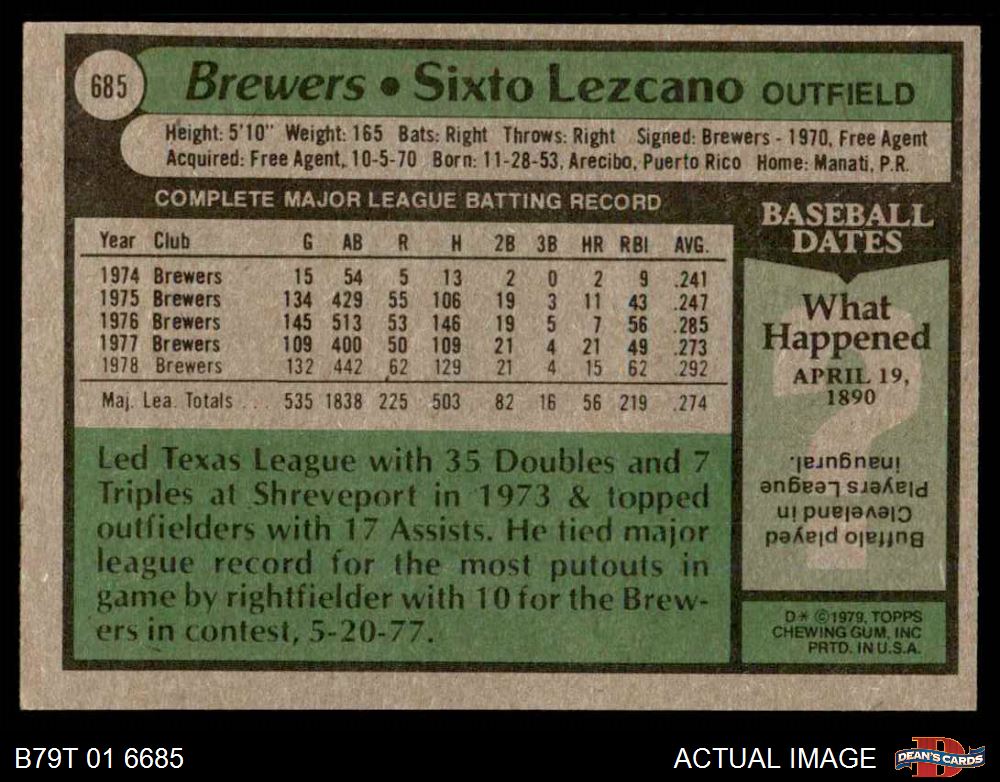 685
Brewers • Sixto Lezcano OUTFIELD
Height: 5'10" Weight: 165 Bats: Right Throws: Right Signed: Brewers - 1970, Free Agent
Acquired: Free Agent, 10-5-70 Born: 11-28-53, Arecibo, Puerto Rico Home: Manati, P.R.
COMPLETE MAJOR LEAGUE BATTING RECORD
Year Club G AB R H 2B 3B HR RBI AVG.
1974 Brewers 15 54 5 13 2 0 2 9 .241
1975 Brewers 134 429 55 106 19 3 11 43 .247
1976 Brewers 145 513 53 146 19 5 7 56 .285
1977 Brewers 109 400 50 109 21 4 21 49 .273
1978 Brewers 132 442 62 129 21 4 15 62 .292
Maj. Lea. Totals ... 535 1838 225 503 82 16 56 219 .274
Led Texas League with 35 Doubles and 7
Triples at Shreveport in 1973 & topped
outfielders with 17 Assists. He tied major
league record for the most putouts in
game by rightfielder with 10 for the Brew-
ers in contest, 5-20-77.
BASEBALL
DATES
What
Happened
APRIL 19,
1890
Buffalo played
Cleveland in
Players League
inaugural.
D* ©1979, TOPPS
CHEWING GUM, INC
PRTD. IN U.S.A.
B79T 01 6685
ACTUAL IMAGE
D
DEAN'S CARDS